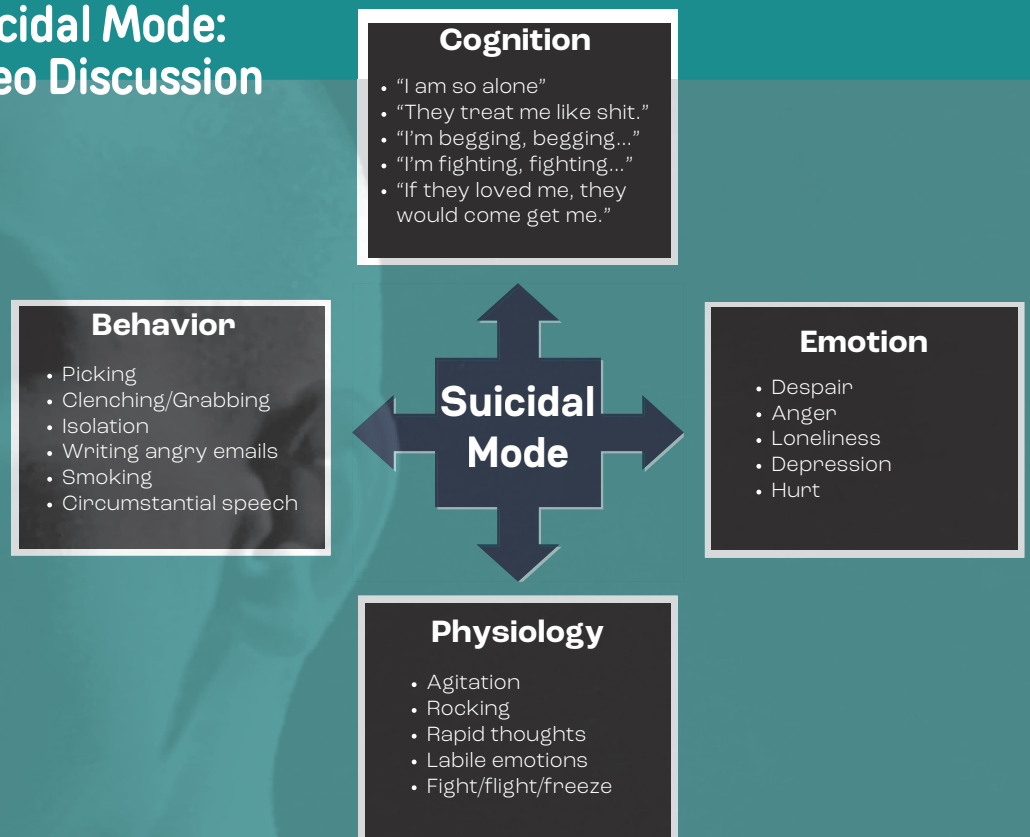 cidal Mode:
eo Discussion
Cognition
• “I am so alone”
• “They treat me like shit.”
• “I’m begging, begging...”
• “I’m fighting, fighting...”
• “If they loved me, they
would come get me.”
Behavior
• Picking
• Clenching/Grabbing
• Isolation
• Writing angry emails
• Smoking
• Circumstantial speech
Suicidal
Mode
Emotion
• Despair
• Anger
• Loneliness
• Depression
• Hurt
Physiology
• Agitation
• Rocking
• Rapid thoughts
• Labile emotions
• Fight/flight/freeze